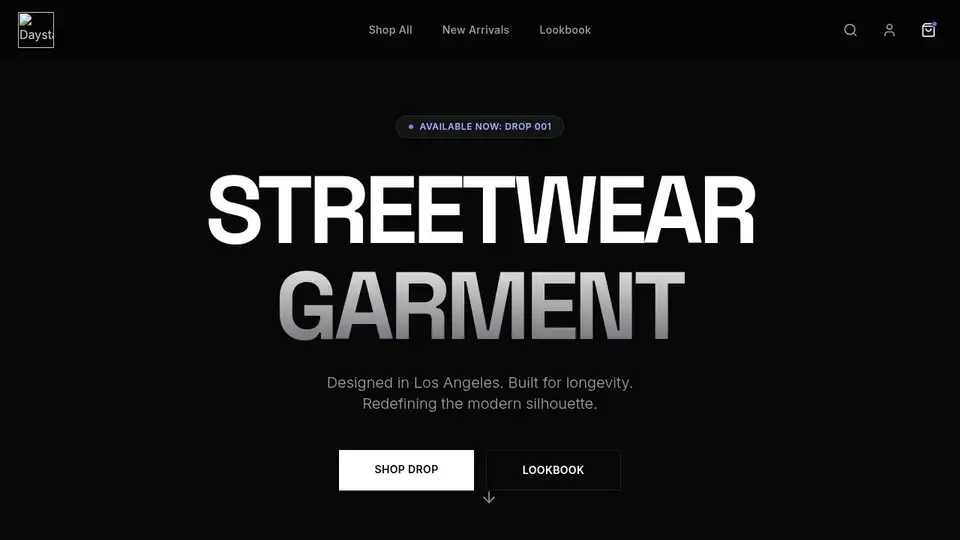 Dayst
Shop All
New Arrivals
Lookbook
AVAILABLE NOW: DROP 001
STREETWEAR
GARMENT
Designed in Los Angeles. Built for longevity.
Redefining the modern silhouette.
SHOP DROP
LOOKBOOK